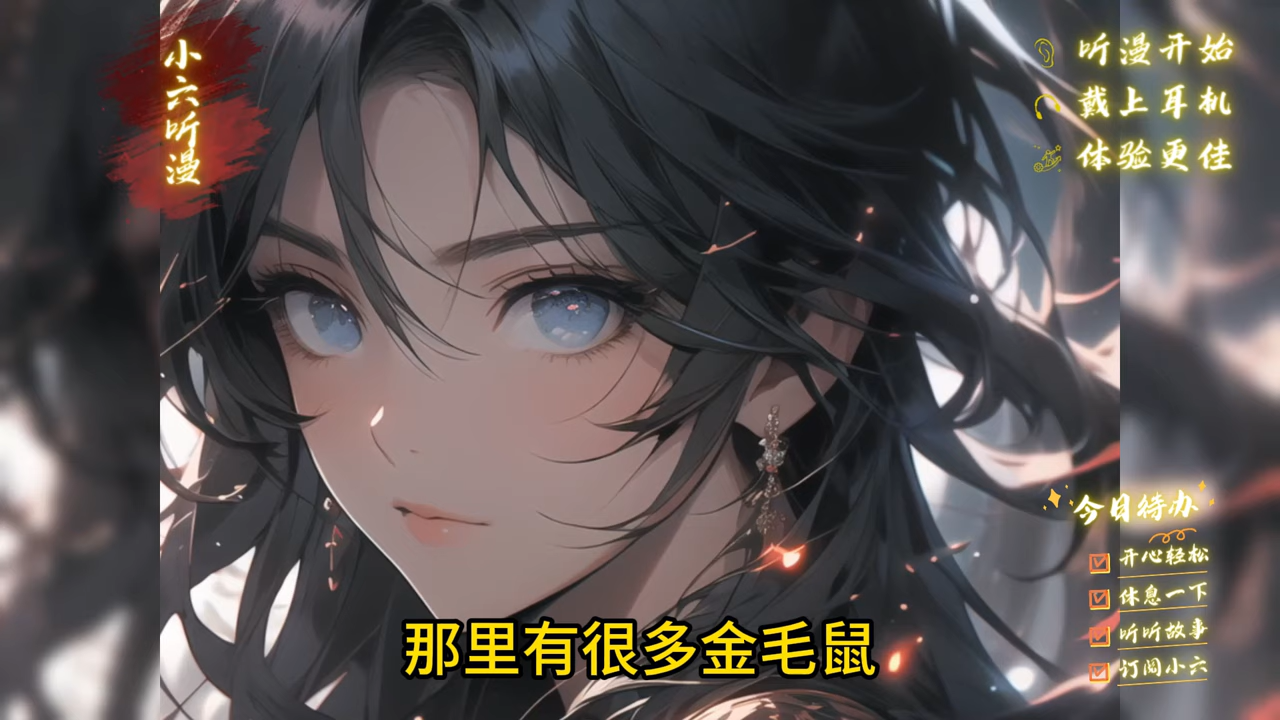 小六听漫
听漫开始
戴上耳机
体验更佳
今日待办
开心轻松
休息一下
听听故事
订阅小六
那里有很多金毛鼠